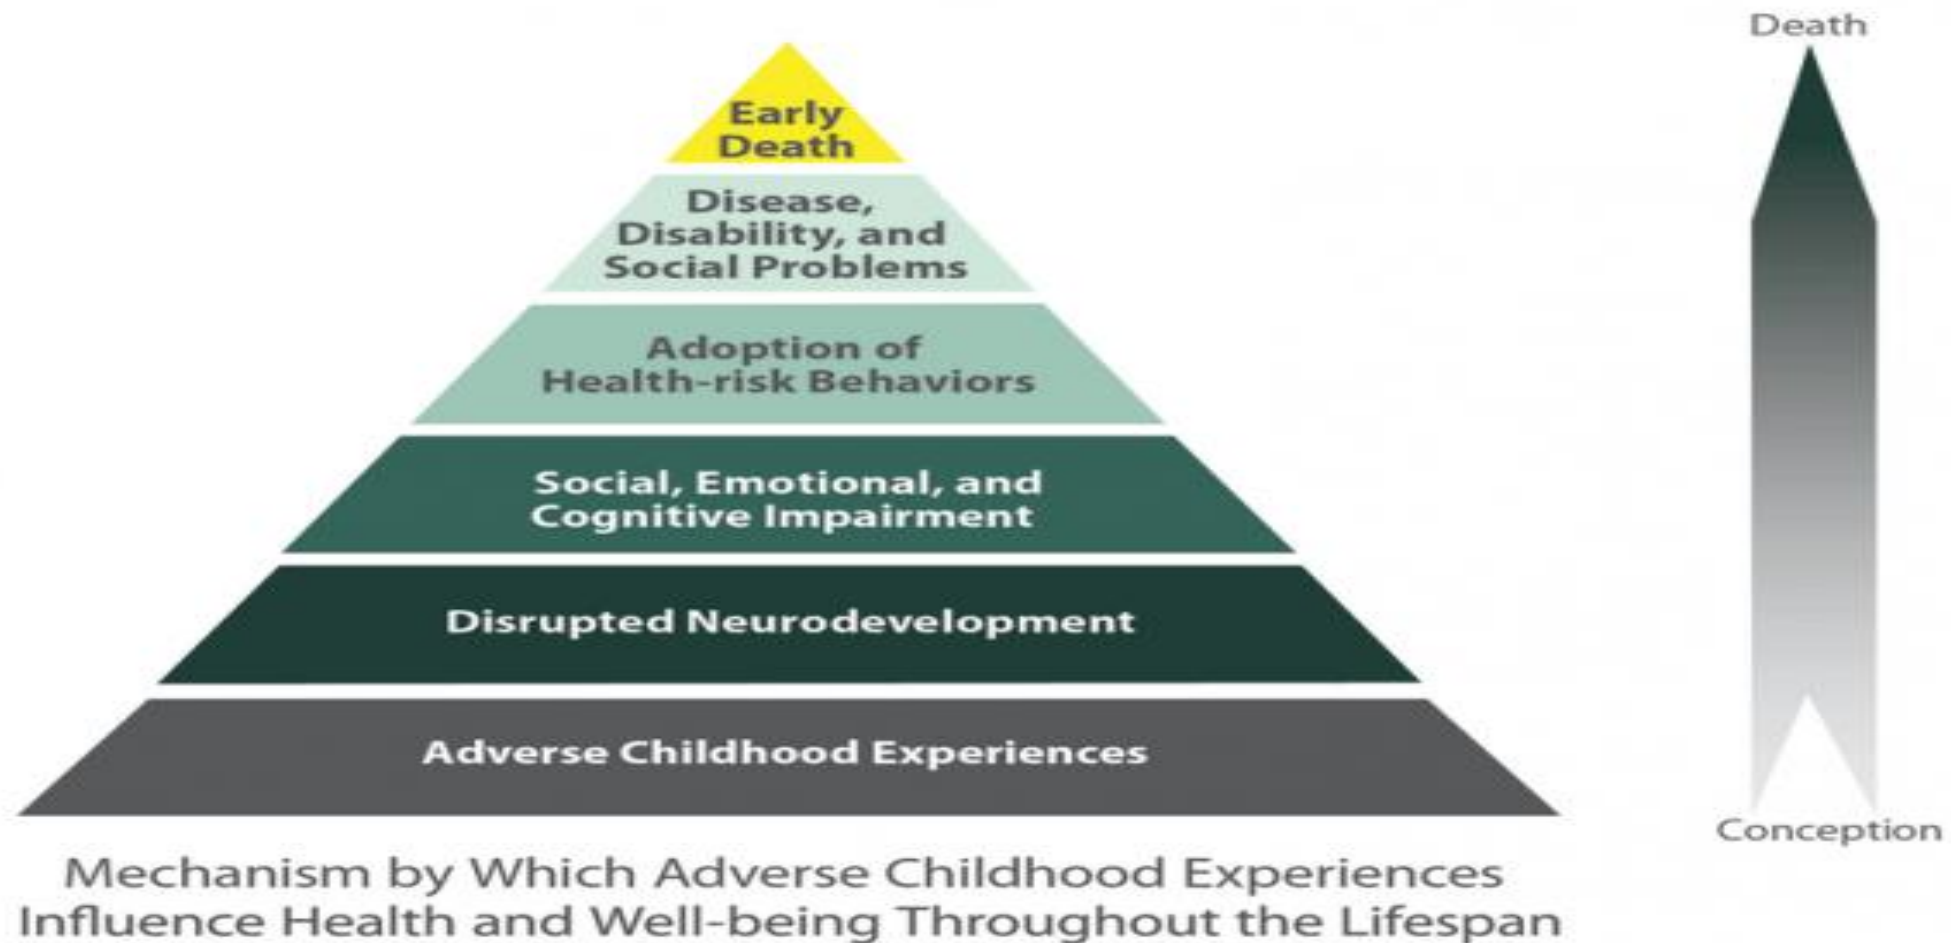 Death
Early
Death
Disease,
Disability, and
Social Problems
Adoption of
Health-risk Behaviors
Social, Emotional, and
Cognitive Impairment
Disrupted Neurodevelopment
Adverse Childhood Experiences
Conception
Mechanism by Which Adverse Childhood Experiences
Influence Health and Well-being Throughout the Lifespan